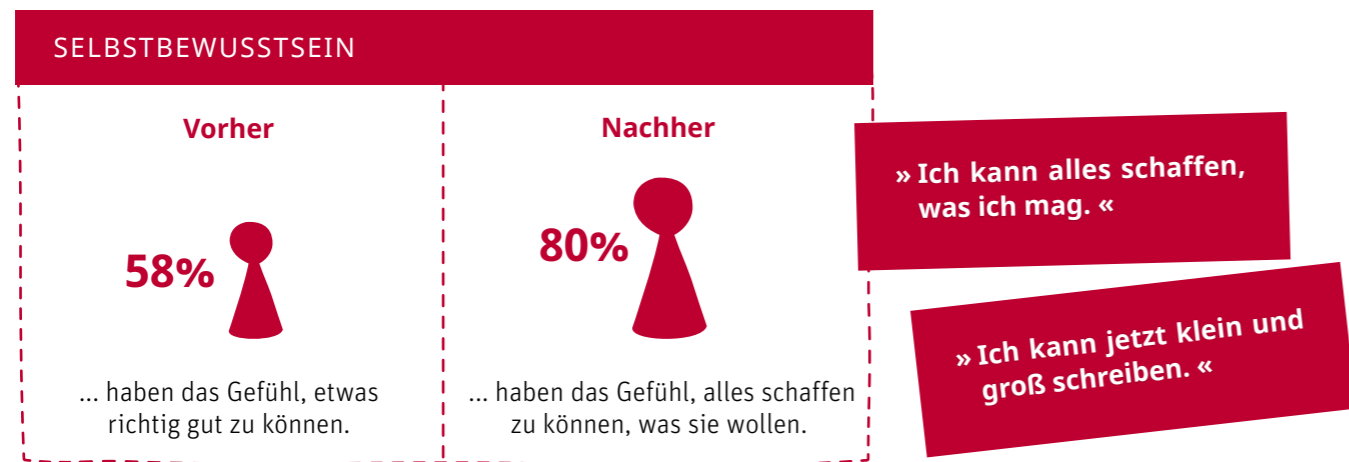 SELBSTBEWUSSTSEIN
Vorher
58%
... haben das Gefühl, etwas
richtig gut zu können.
Nachher
80%
... haben das Gefühl, alles schaffen
zu können, was sie wollen.
» Ich kann alles schaffen,
was ich mag. «
» Ich kann jetzt klein und
groß schreiben. «